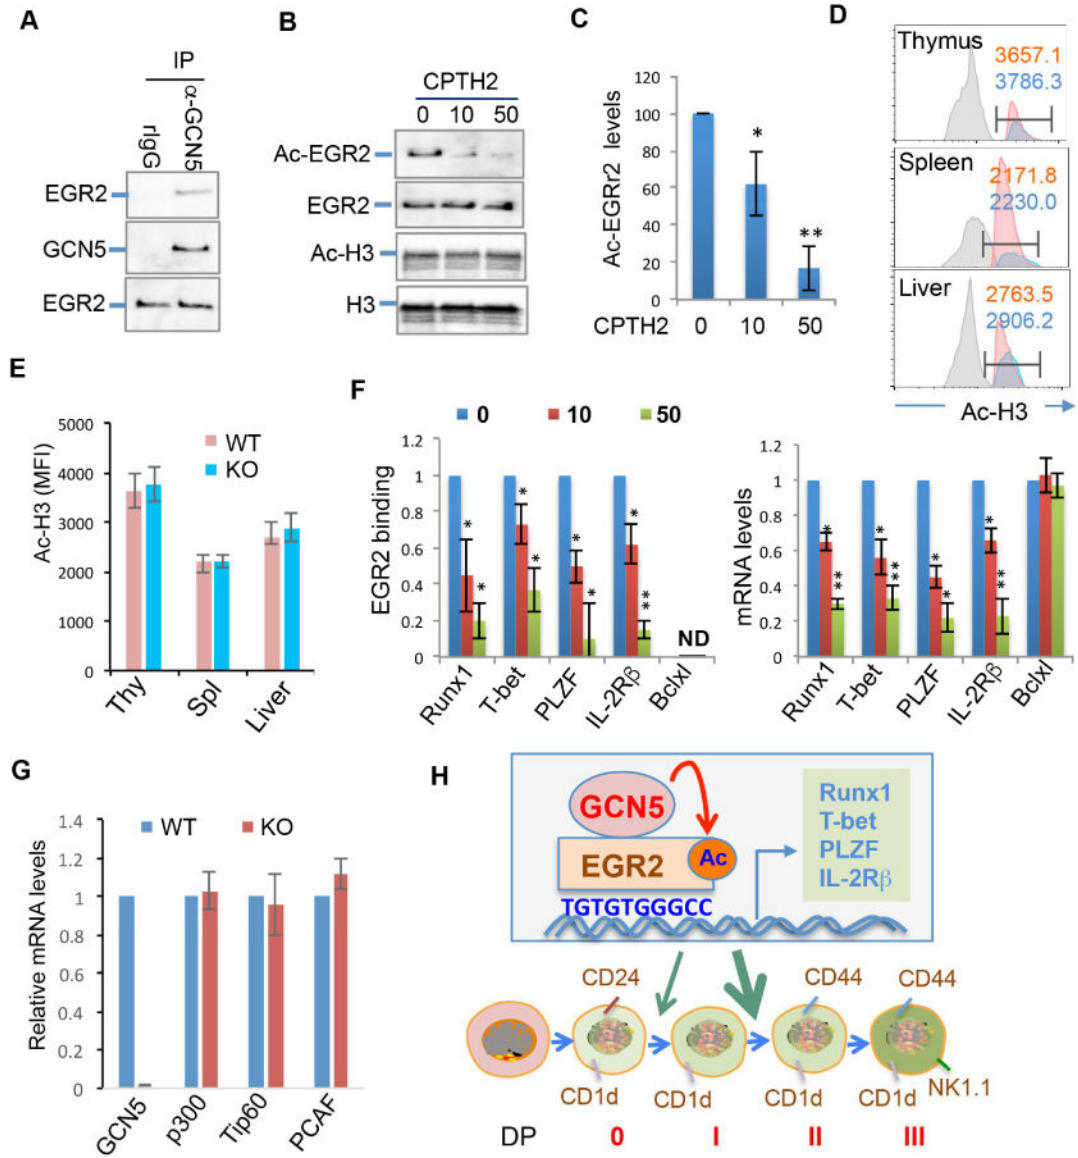 A
IP
rIgG
α-GCN5
EGR2
GCN5
EGR2
B
CPTH2
0 10 50
Ac-EGR2
EGR2
Ac-H3
H3
C
Ac-EGRr2 levels
120
100
80
60
40
20
0
*
**
CPTH2 0 10 50
D
Thymus
3657.1
3786.3
Spleen
2171.8
2230.0
Liver
2763.5
2906.2
Ac-H3
E
Ac-H3 (MFI)
5000
4000
3000
2000
1000
0
WT
KO
Thy
Spl
Liver
F
0 10 50
EGR2 binding
1.2
1
0.8
0.6
0.4
0.2
0
* * * * * * * **
ND
Runx1
T-bet
PLZF
IL-2Rβ
Bclxl
mRNA levels
1.2
1
0.8
0.6
0.4
0.2
0
* ** * ** * * * **
Runx1
T-bet
PLZF
IL-2Rβ
Bclxl
G
Relative mRNA levels
1.4
1.2
1
0.8
0.6
0.4
0.2
0
WT KO
GCN5
p300
Tip60
PCAF
H
GCN5
EGR2
Ac
TGTGTGGGCC
Runx1
T-bet
PLZF
IL-2Rβ
CD24 CD44 CD44
CD1d CD1d CD1d CD1d NK1.1
DP 0 I II III